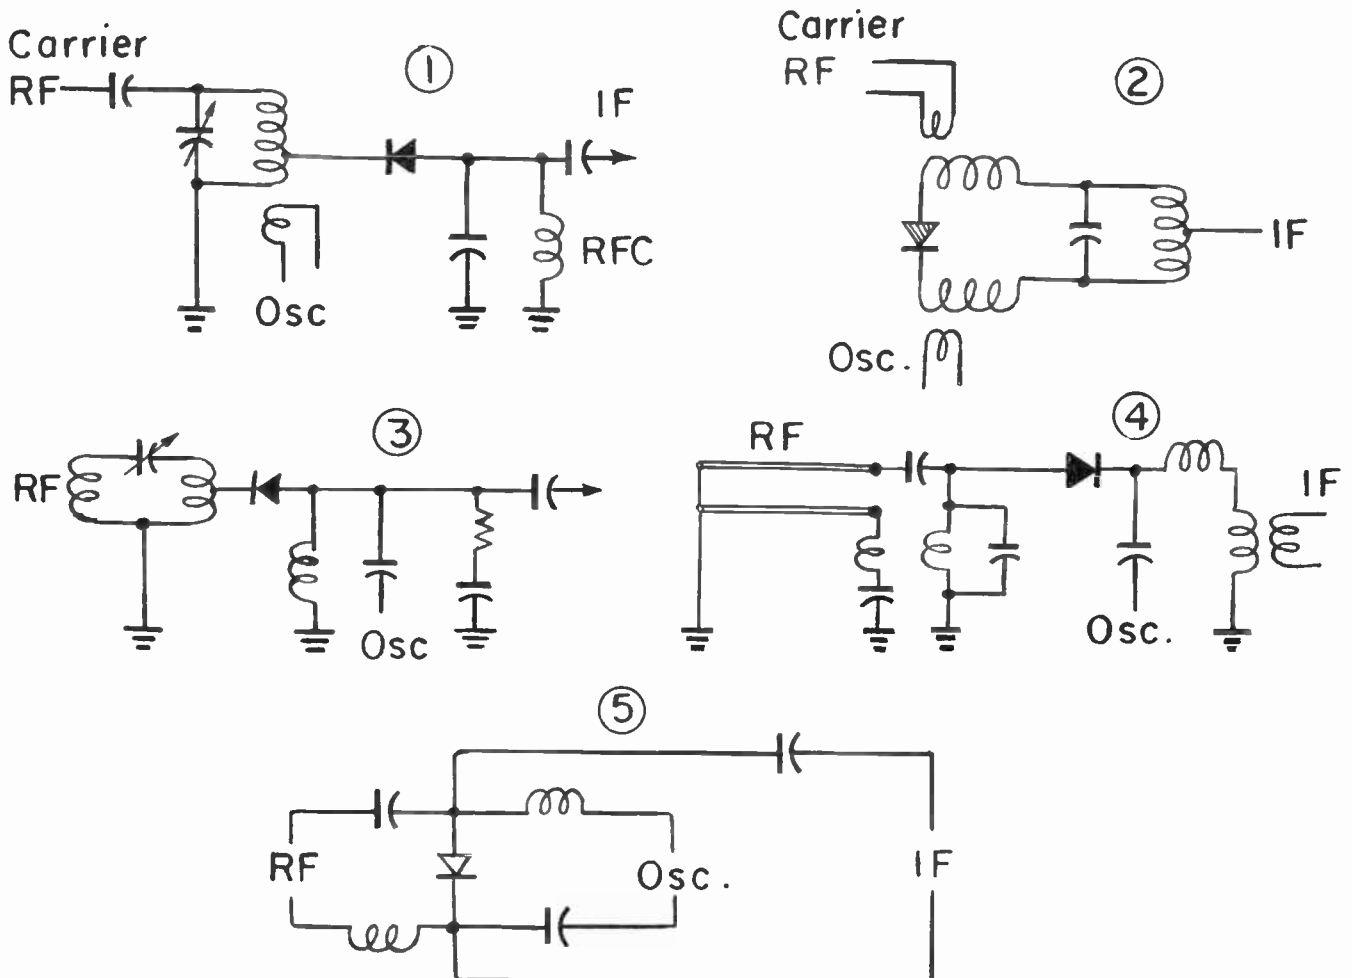 Carrier
RF
①
IF
RFC
Osc
Carrier
RF
②
IF
Osc.
③
RF
Osc
④
RF
IF
Osc.
⑤
RF
Osc.
IF